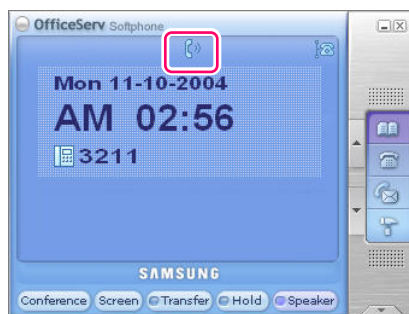 OfficeServ Softphone
Mon 11-10-2004
AM 02:56
3211
SAMSUNG
Conference Screen Transfer Hold Speaker